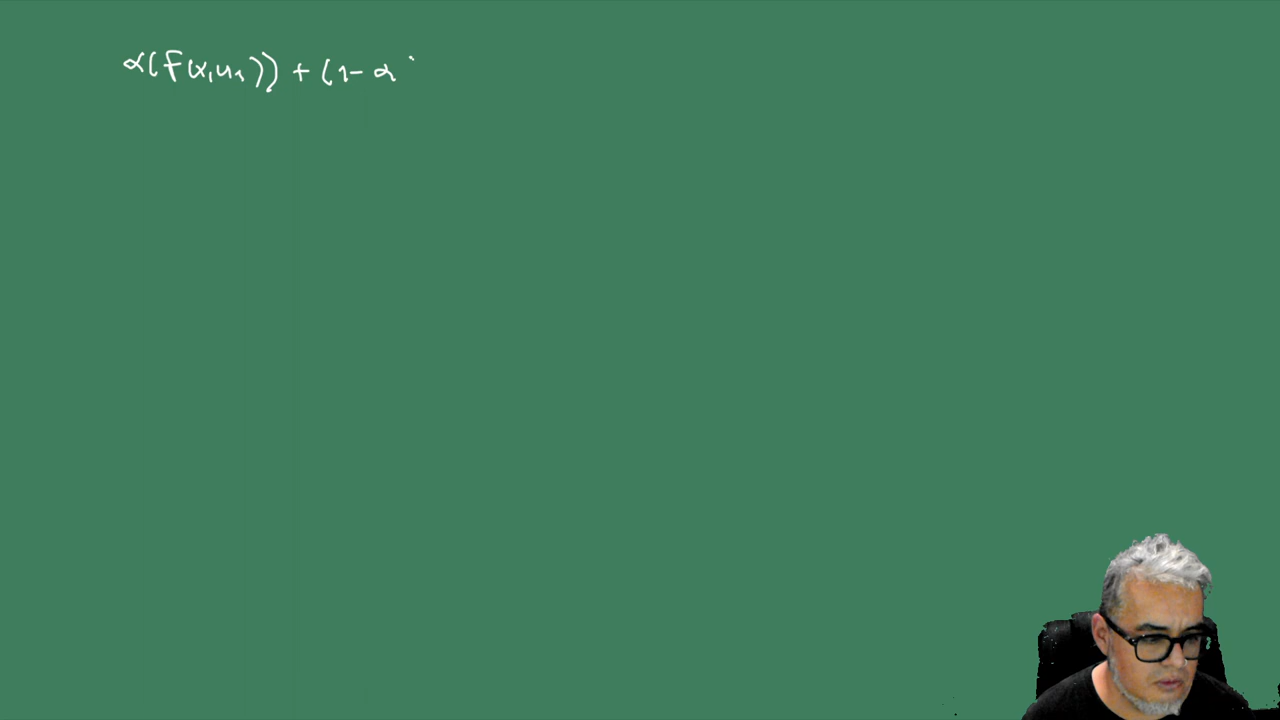 α(f(x,u₁)) + (1-α